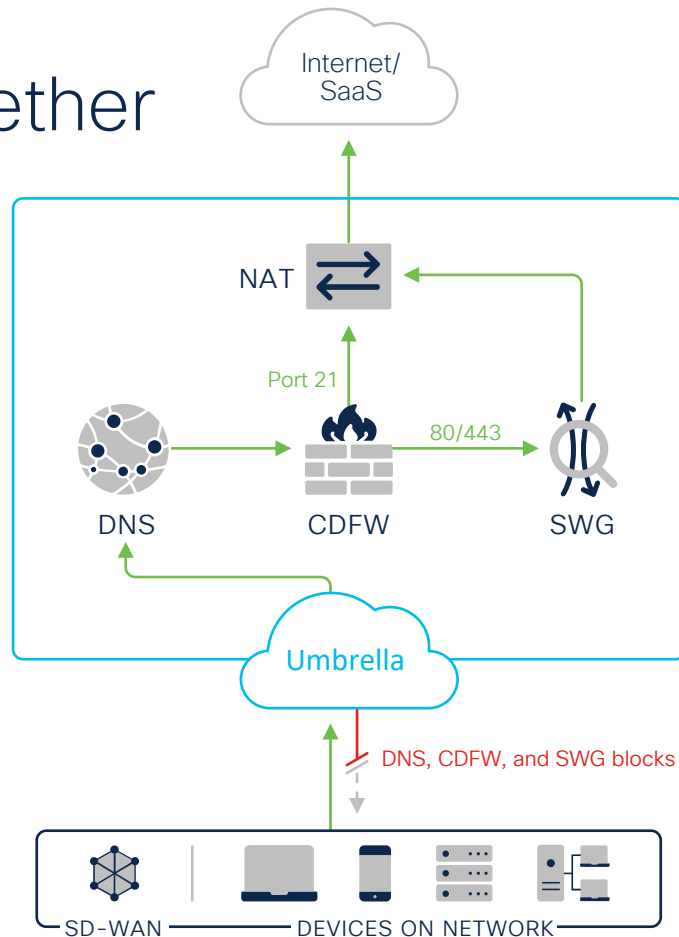 Internet/
SaaS
NAT
Port 21
80/443
DNS
CDFW
SWG
Umbrella
DNS, CDFW, and SWG blocks
SD-WAN
DEVICES ON NETWORK